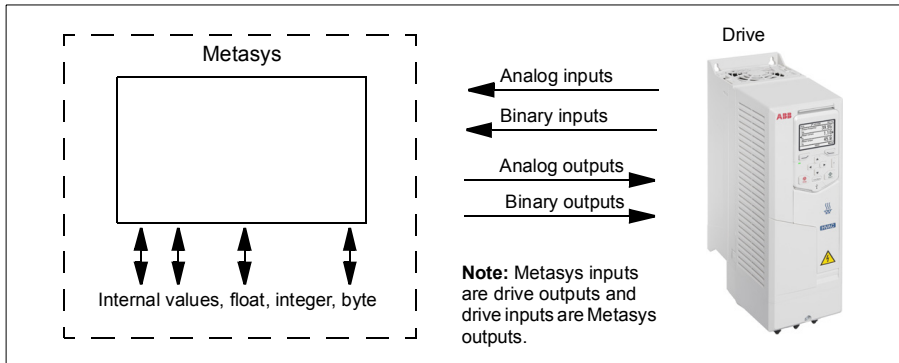 Metasys
Internal values, float, integer, byte
Analog inputs
Binary inputs
Analog outputs
Binary outputs
Note: Metasys inputs
are drive outputs and
drive inputs are Metasys
outputs.
Drive
ABB